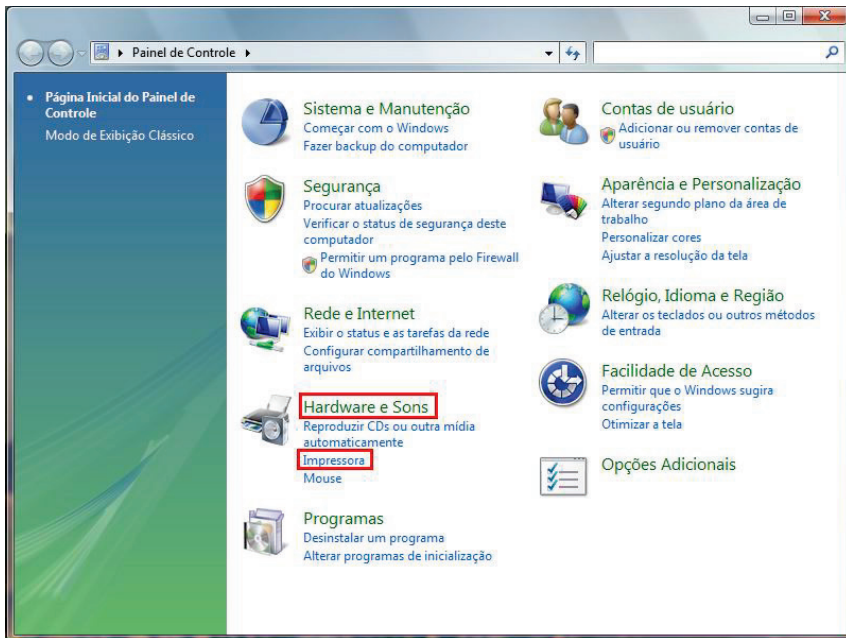 Painel de Controle
Página Inicial do Painel de
Controle
Modo de Exibição Clássico
Sistema e Manutenção
Começar com o Windows
Fazer backup do computador
Segurança
Procurar atualizações
Verificar o status de segurança deste
computador
Permitir um programa pelo Firewall
do Windows
Rede e Internet
Exibir o status e as tarefas da rede
Configurar compartilhamento de
arquivos
Hardware e Sons
Reproduzir CDs ou outra mídia
automaticamente
Impressora
Mouse
Programas
Desinstalar um programa
Alterar programas de inicialização
Contas de usuário
Adicionar ou remover contas de
usuário
Aparência e Personalização
Alterar segundo plano da área de
trabalho
Personalizar cores
Ajustar a resolução da tela
Relógio, Idioma e Região
Alterar os teclados ou outros métodos
de entrada
Facilidade de Acesso
Permitir que o Windows sugira
configurações
Otimizar a tela
Opções Adicionais